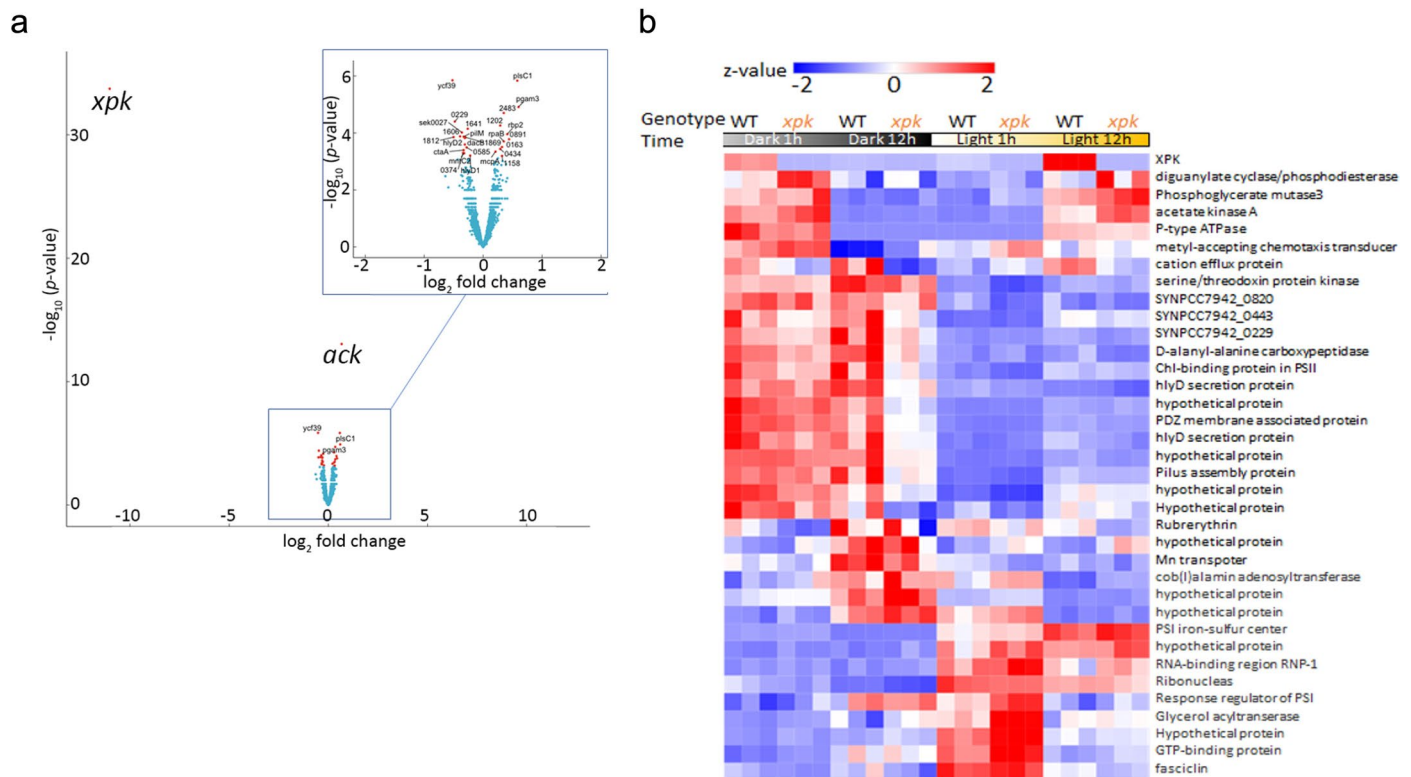 a
-log10 (p-value)
30
20
10
0
-10
-5
0
5
10
log2 fold change
xpk
ack
ycf39
plsC1
pgam3
-log10 (p-value)
6
4
2
0
-2
-1
0
1
2
log2 fold change
ycf39
plsC1
pgam3
2483
0229
1202
rbp2
sek0027
1641
rpaB
0891
1606
pilM
1812
hlyD2
dacB
1869
0163
ctaA
0585
0434
mcpA
1158
0374
hlyD1
b
z-value
-2
0
2
Genotype WT xpk WT xpk WT xpk WT xpk
Time Dark 1h Dark 12h Light 1h Light 12h
XPK
diguanylate cyclase/phosphodiesterase
Phosphoglycerate mutase3
acetate kinase A
P-type ATPase
metyl-accepting chemotaxis transducer
cation efflux protein
serine/threodoxin protein kinase
SYNPCC7942_0820
SYNPCC7942_0443
SYNPCC7942_0229
D-alanyl-alanine carboxypeptidase
Chl-binding protein in PSII
hlyD secretion protein
hypothetical protein
PDZ membrane associated protein
hlyD secretion protein
hypothetical protein
Pilus assembly protein
hypothetical protein
Hypothetical protein
Rubrerythrin
hypothetical protein
Mn transpoter
cob(I)alamin adenosyltransferase
hypothetical protein
hypothetical protein
PSI iron-sulfur center
hypothetical protein
RNA-binding region RNP-1
Ribonucleas
Response regulator of PSI
Glycerol acyltranserase
Hypothetical protein
GTP-binding protein
fasciclin